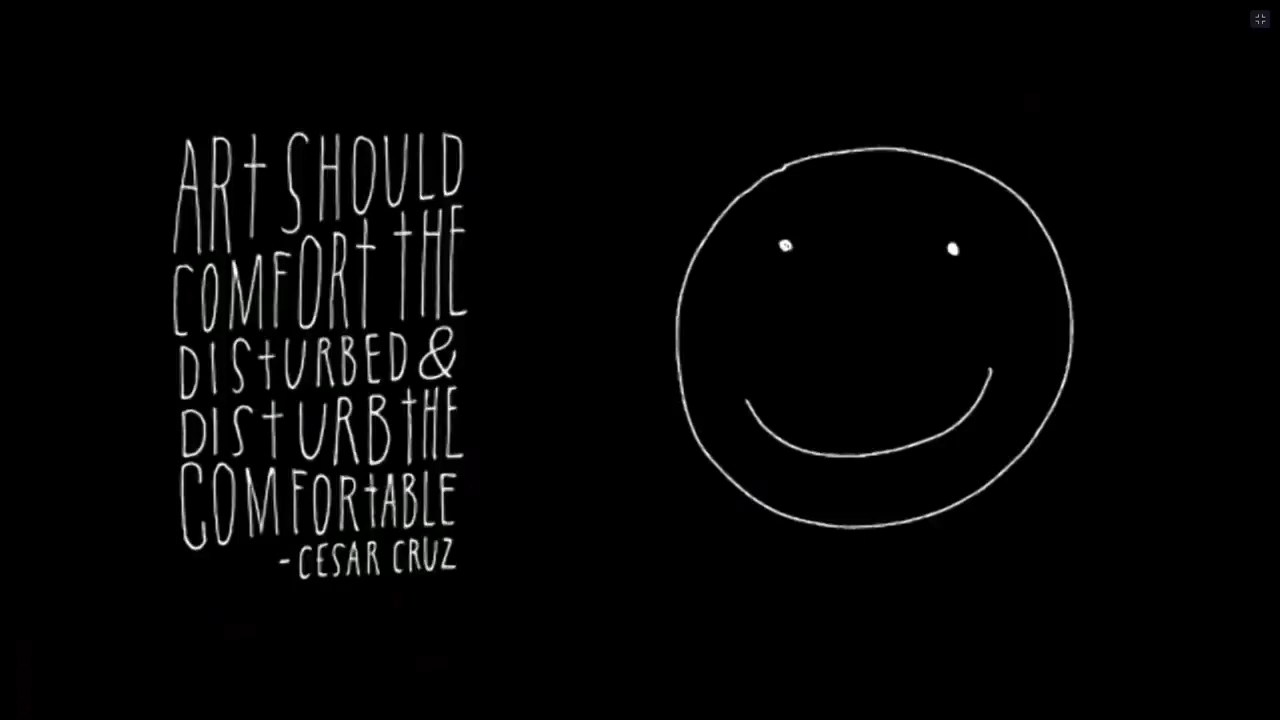 ART SHOULD
COMFORT THE
DISTURBED &
DISTURB THE
COMFORTABLE
-CESAR CRUZ